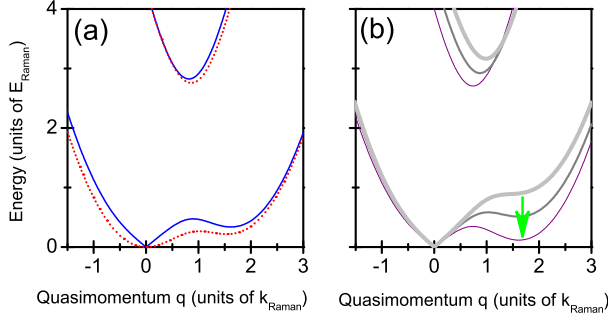 (a) (b)
4
2
0
Energy (units of E_Raman)
-1 0 1 2 3 -1 0 1 2 3
Quasimomentum q (units of k_Raman) Quasimomentum q (units of k_Raman)